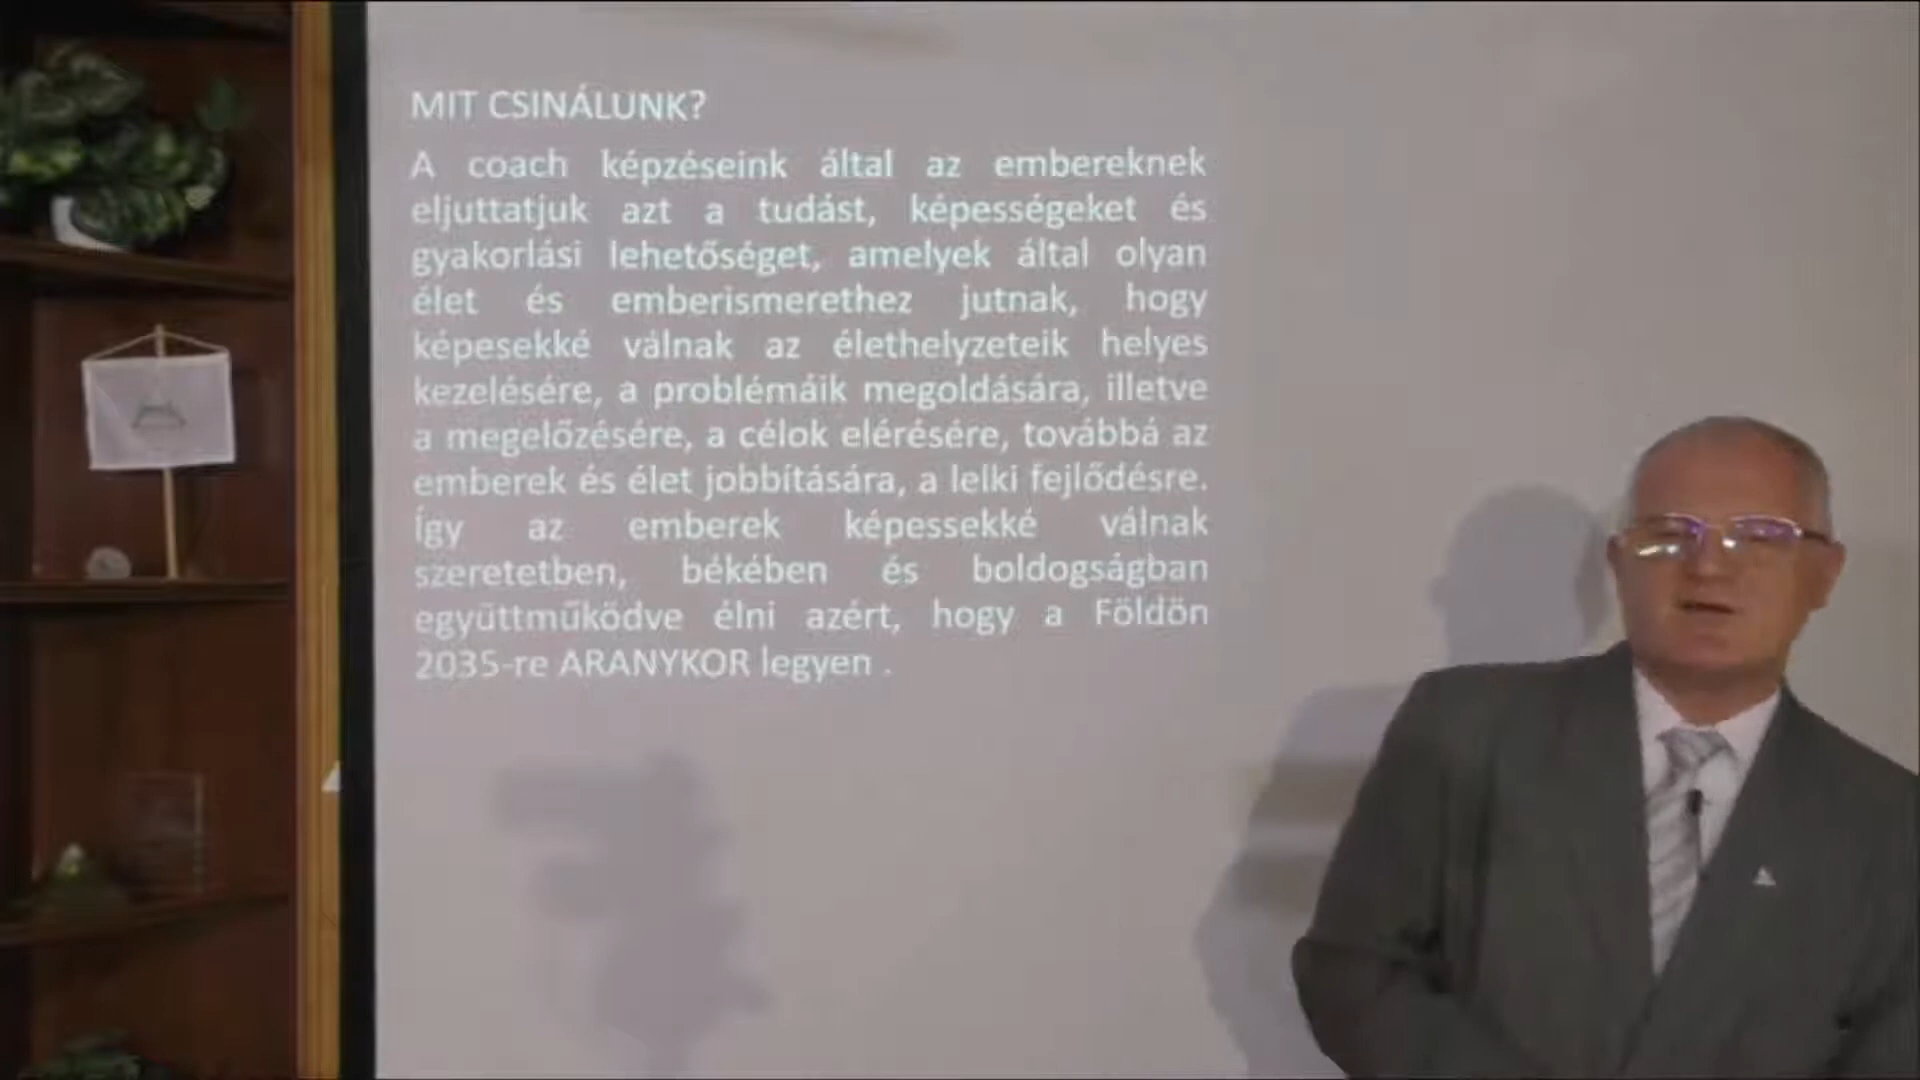 MIT CSINÁLUNK?
A coach képzéseink által az embereknek
eljuttatjuk azt a tudást, képességeket és
gyakorlási lehetőséget, amelyek által olyan
élet és emberismerethez jutnak, hogy
képesekké válnak az élethelyzeteik helyes
kezelésére, a problémáik megoldására, illetve
a megelőzésére, a célok elérésére, továbbá az
emberek és élet jobbítására, a lelki fejlődésre.
Így az emberek képessekké válnak
szeretetben, békében és boldogságban
együttműködve élni azért, hogy a Földön
2035-re ARANYKOR legyen .